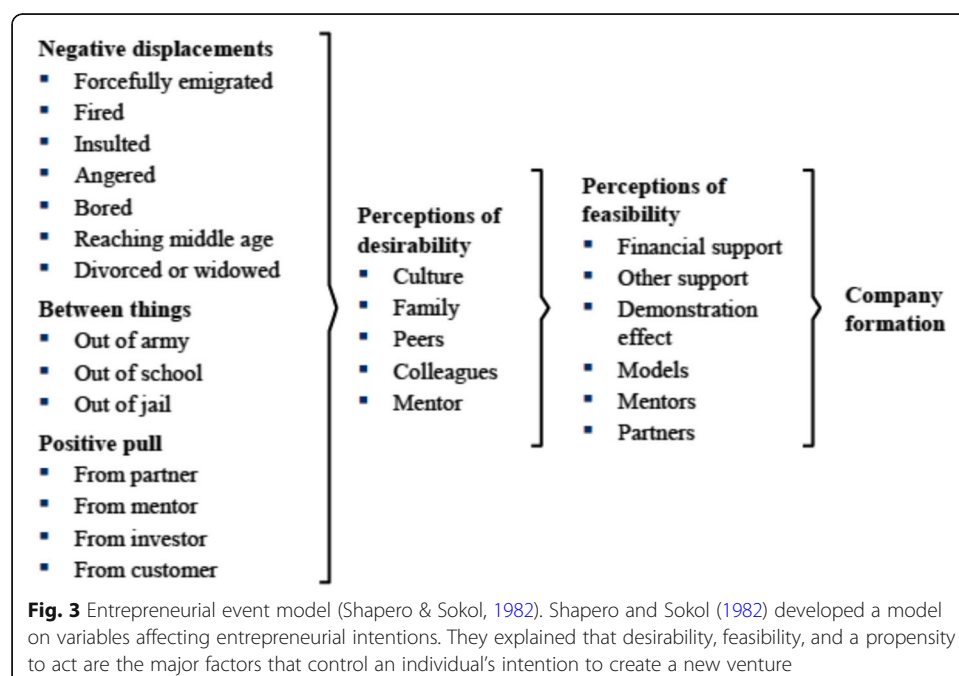 Negative displacements
▪ Forcefully emigrated
▪ Fired
▪ Insulted
▪ Angered
▪ Bored
▪ Reaching middle age
▪ Divorced or widowed
Between things
▪ Out of army
▪ Out of school
▪ Out of jail
Positive pull
▪ From partner
▪ From mentor
▪ From investor
▪ From customer
Perceptions of
desirability
▪ Culture
▪ Family
▪ Peers
▪ Colleagues
▪ Mentor
Perceptions of
feasibility
▪ Financial support
▪ Other support
▪ Demonstration
effect
▪ Models
▪ Mentors
▪ Partners
Company
formation
Fig. 3 Entrepreneurial event model (Shapero & Sokol, 1982). Shapero and Sokol (1982) developed a model
on variables affecting entrepreneurial intentions. They explained that desirability, feasibility, and a propensity
to act are the major factors that control an individual's intention to create a new venture